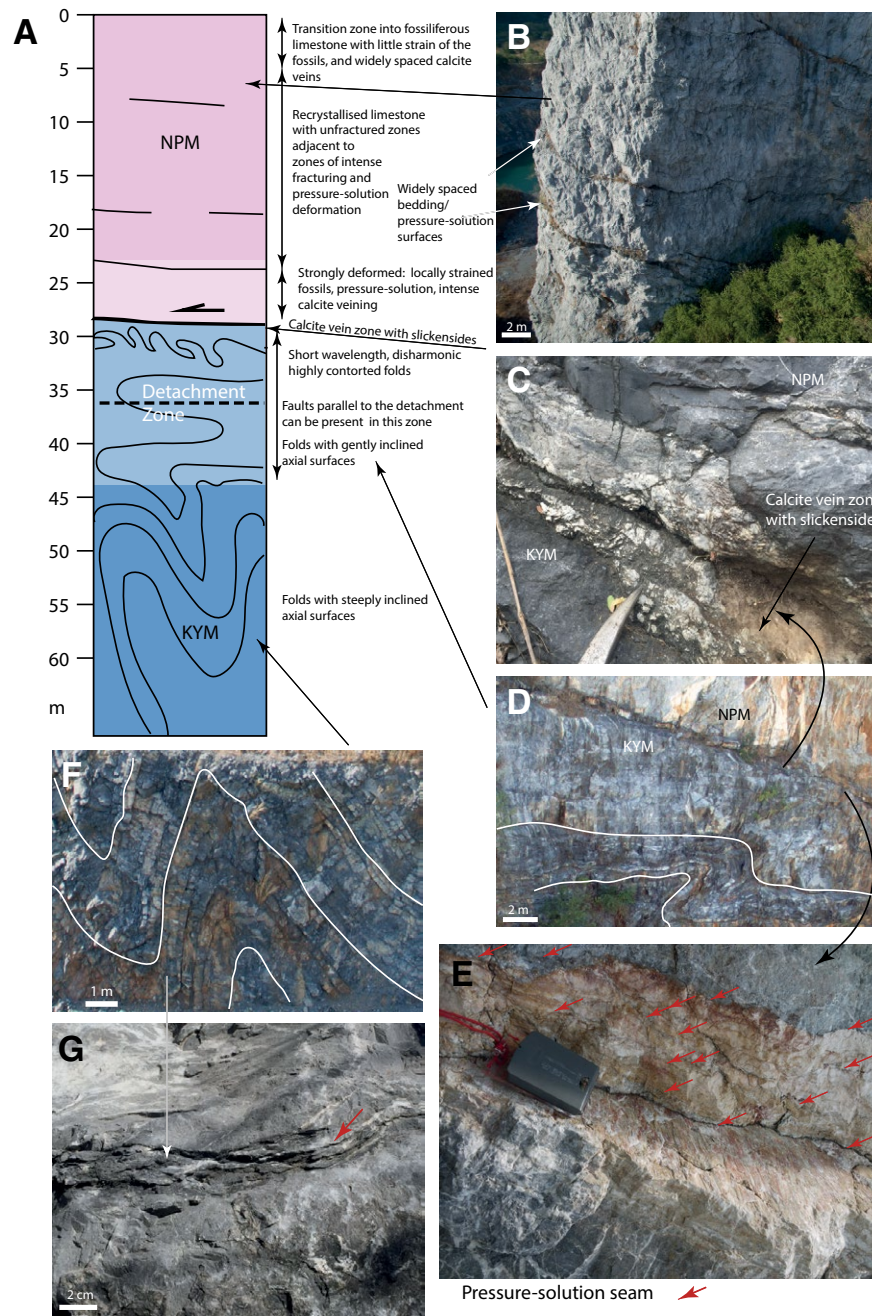 A
0
5
10
15
20
25
30
35
40
45
50
55
60
m
NPM
Detachment
Zone
KYM
Transition zone into fossiliferous
limestone with little strain of the
fossils, and widely spaced calcite
veins
Recrystallised limestone
with unfractured zones
adjacent to
zones of intense
fracturing and
pressure-solution
deformation
Widely spaced
bedding/
pressure-solution
surfaces
Strongly deformed: locally strained
fossils, pressure-solution, intense
calcite veining
Calcite vein zone with slickensides
Short wavelength, disharmonic
highly contorted folds
Faults parallel to the detachment
can be present in this zone
Folds with gently inclined
axial surfaces
Folds with steeply inclined
axial surfaces
B
2 m
C
NPM
Calcite vein zon
with slickenside
KYM
D
NPM
KYM
2 m
F
1 m
E
G
2 cm
Pressure-solution seam